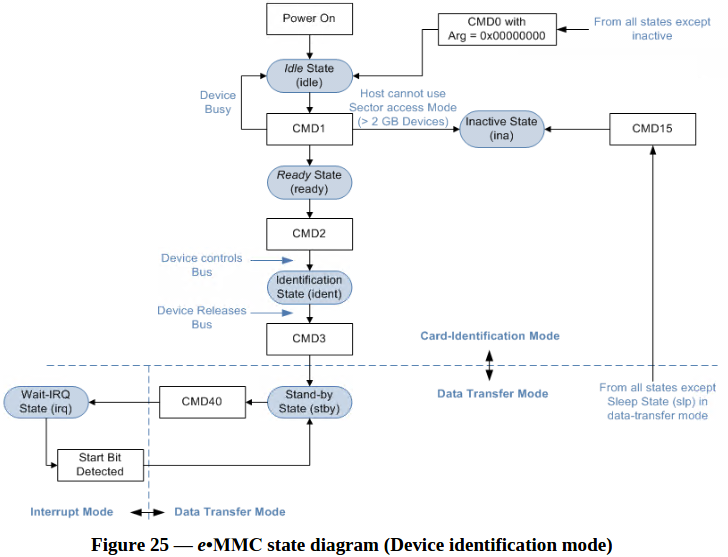 Power On
CMD0 with
Arg = 0x00000000
From all states except
inactive
Idle State
(idle)
Device
Busy
Host cannot use
Sector access Mode
(> 2 GB Devices)
CMD1
Inactive State
(ina)
CMD15
Ready State
(ready)
CMD2
Device controls
Bus
Identification
State (ident)
Device Releases
Bus
CMD3
Card-Identification Mode
Data Transfer Mode
From all states except
Sleep State (slp) in
data-transfer mode
Wait-IRQ
State (irq)
CMD40
Stand-by
State (stby)
Start Bit
Detected
Interrupt Mode
Data Transfer Mode
Figure 25 — e•MMC state diagram (Device identification mode)